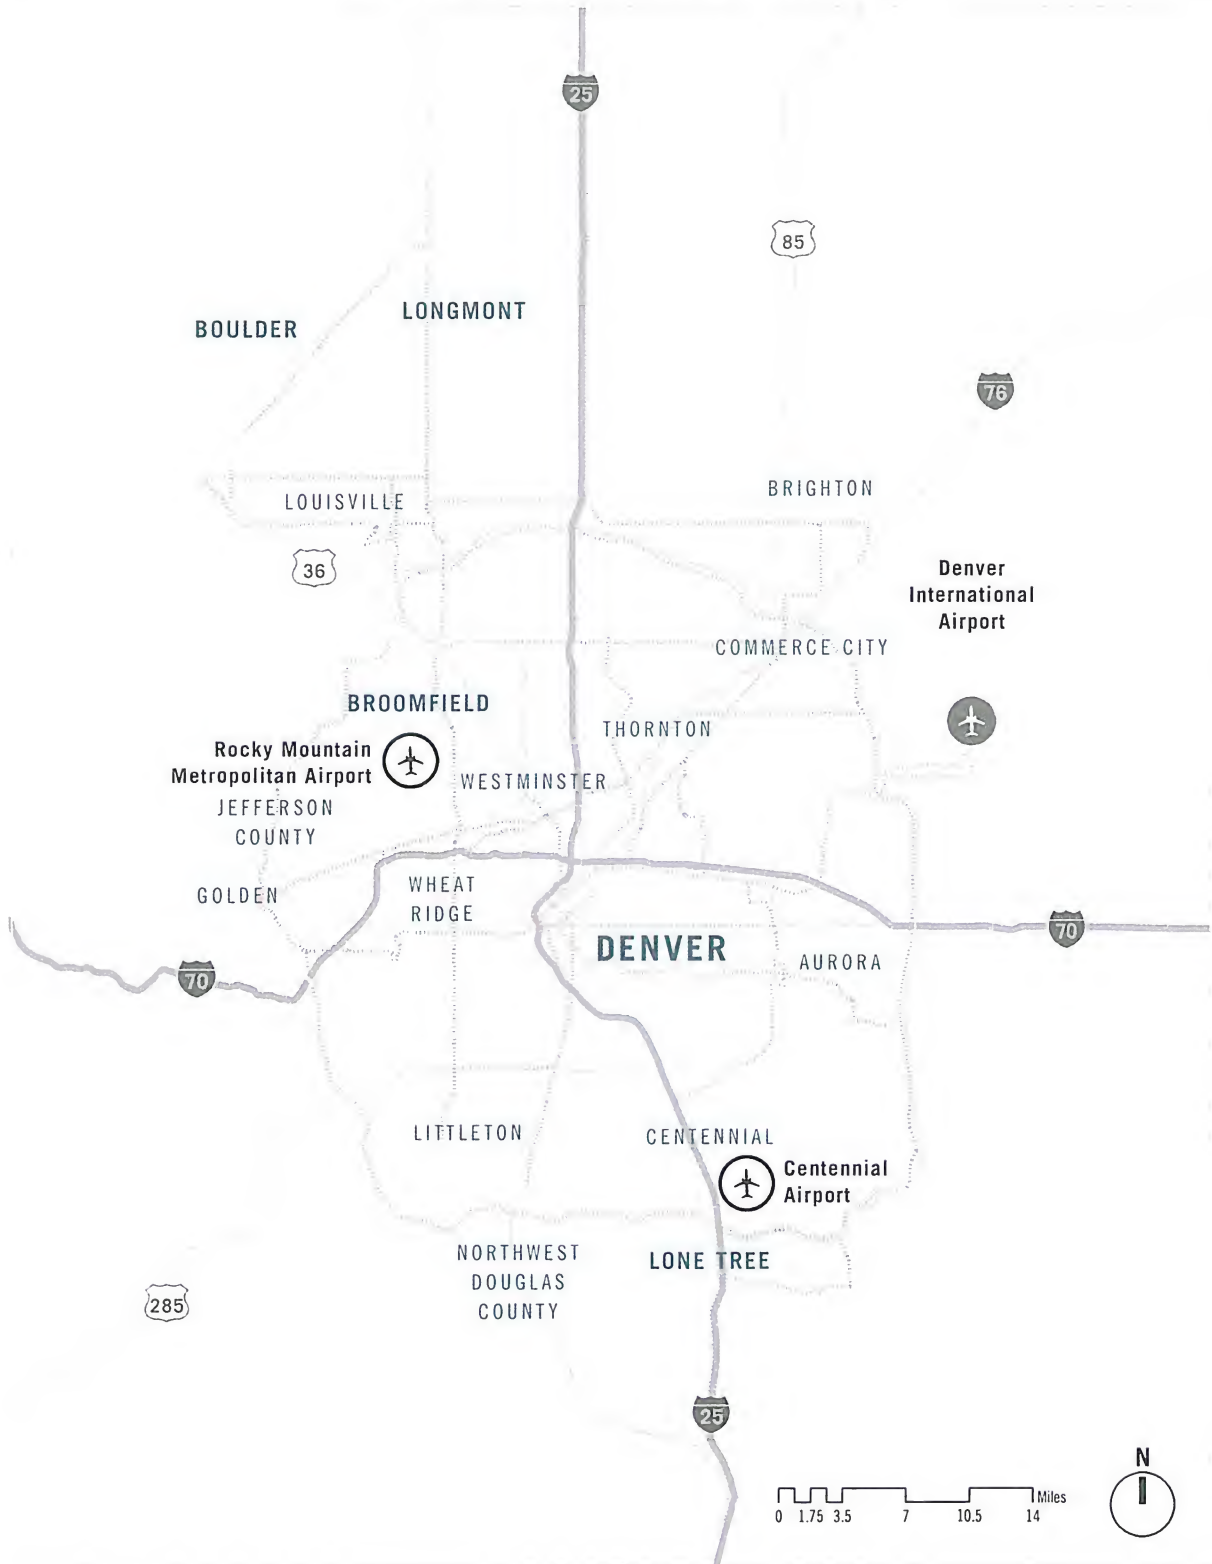 25
85
LONGMONT
BOULDER
76
BRIGHTON
LOUISVILLE
36
Denver
International
Airport
COMMERCE CITY
BROOMFIELD
THORNTON
Rocky Mountain
Metropolitan Airport
WESTMINSTER
JEFFERSON
COUNTY
WHEAT
RIDGE
GOLDEN
70
DENVER
AURORA
70
LITTLETON
CENTENNIAL
Centennial
Airport
NORTHWEST
DOUGLAS
COUNTY
LONE TREE
285
25
N
Miles
0 1.75 3.5 7 10.5 14